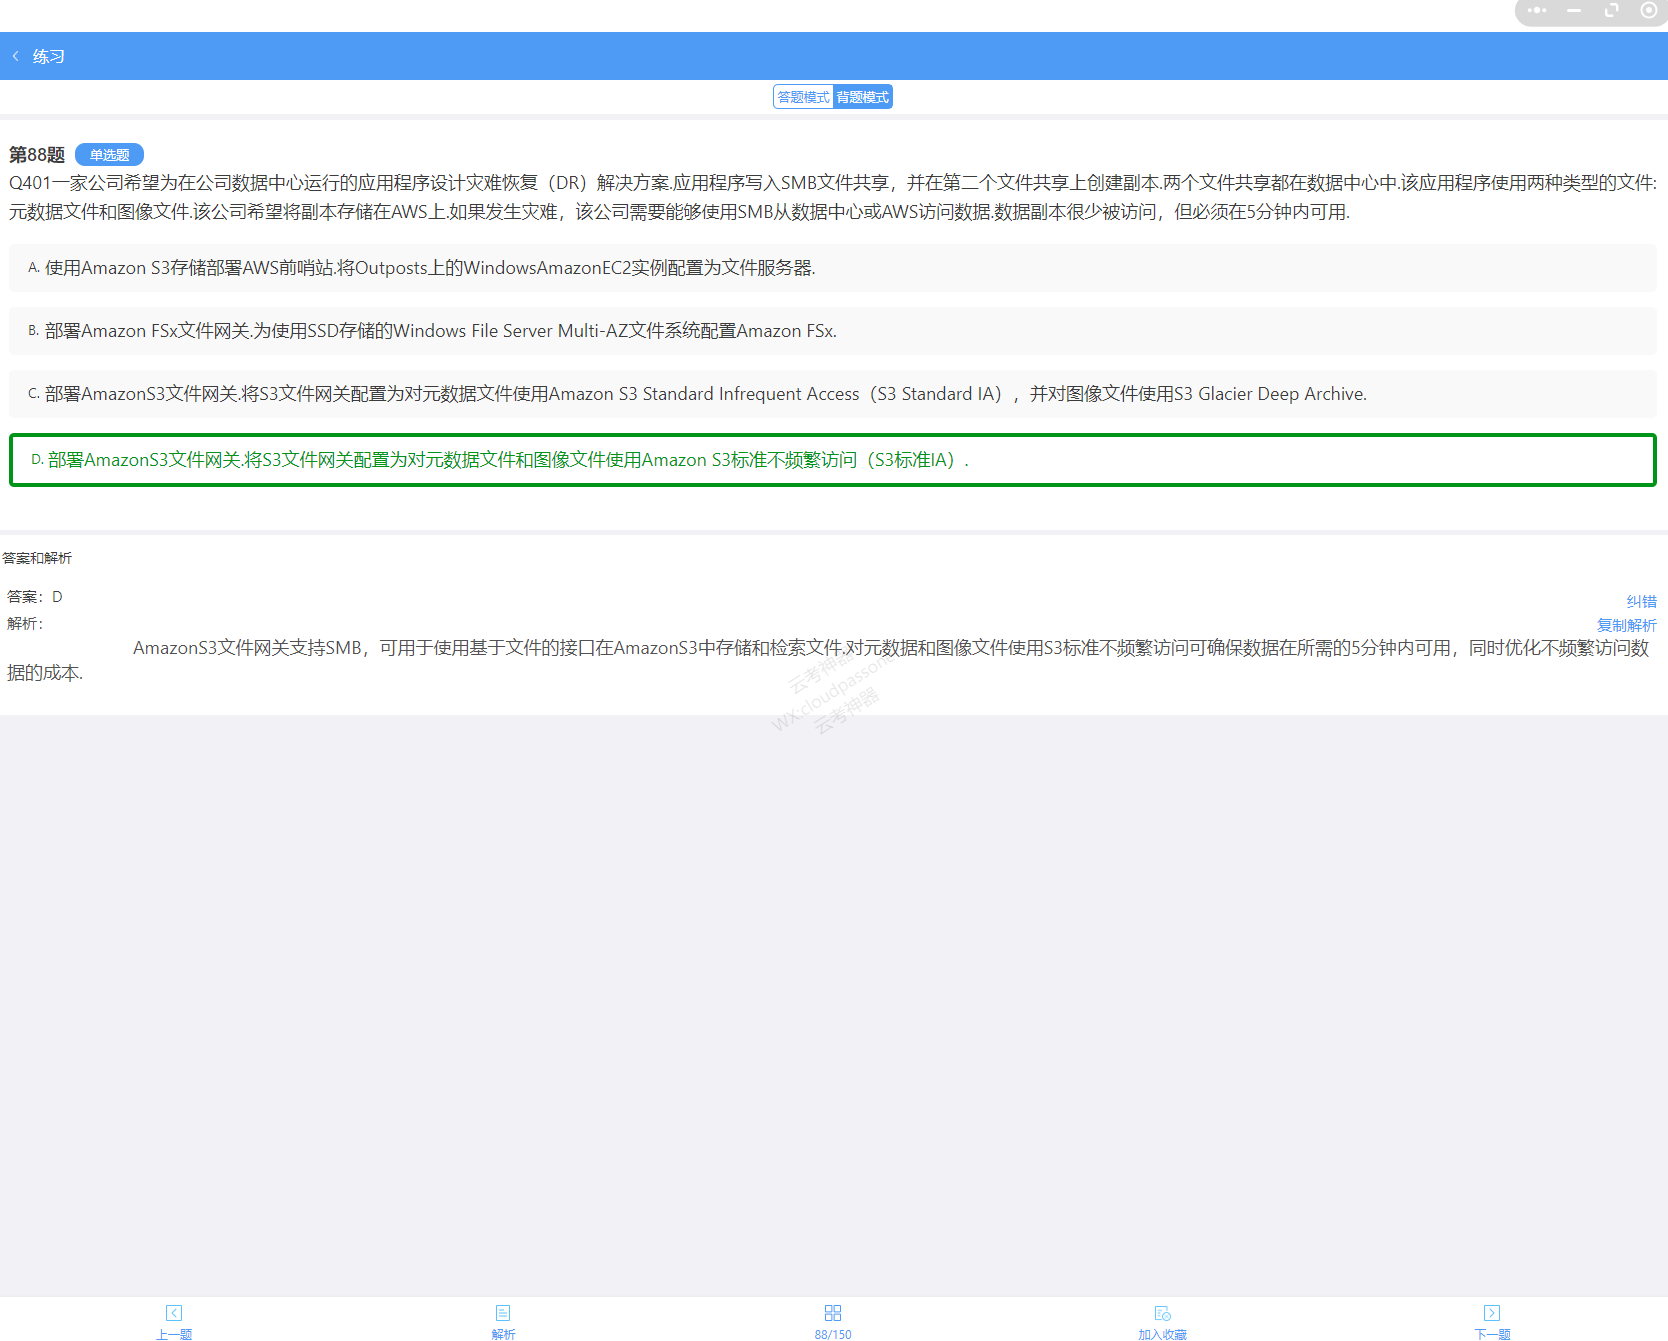 练习
答题模式 背题模式
第88题 单选题
Q401一家公司希望为在公司数据中心运行的应用程序设计灾难恢复（DR）解决方案.应用程序写入SMB文件共享，并在第二个文件共享上创建副本.两个文件共享都在数据中心中.该应用程序使用两种类型的文件:
元数据文件和图像文件.该公司希望将副本存储在AWS上.如果发生灾难，该公司需要能够使用SMB从数据中心或AWS访问数据.数据副本很少被访问，但必须在5分钟内可用.
A. 使用Amazon S3存储部署AWS前哨站.将Outposts上的WindowsAmazonEC2实例配置为文件服务器.
B. 部署Amazon FSx文件网关.为使用SSD存储的Windows File Server Multi-AZ文件系统配置Amazon FSx.
C. 部署AmazonS3文件网关.将S3文件网关配置为对元数据文件使用Amazon S3 Standard Infrequent Access（S3 Standard IA），并对图像文件使用S3 Glacier Deep Archive.
D. 部署AmazonS3文件网关.将S3文件网关配置为对元数据文件和图像文件使用Amazon S3标准不频繁访问（S3标准IA）.
答案和解析
答案：D
纠错
解析：
复制解析
AmazonS3文件网关支持SMB，可用于使用基于文件的接口在AmazonS3中存储和检索文件.对元数据和图像文件使用S3标准不频繁访问可确保数据在所需的5分钟内可用，同时优化不频繁访问数
据的成本.
云考神器
WX:cloudpassone
云考神器
上一题 解析 88/150 加入收藏 下一题